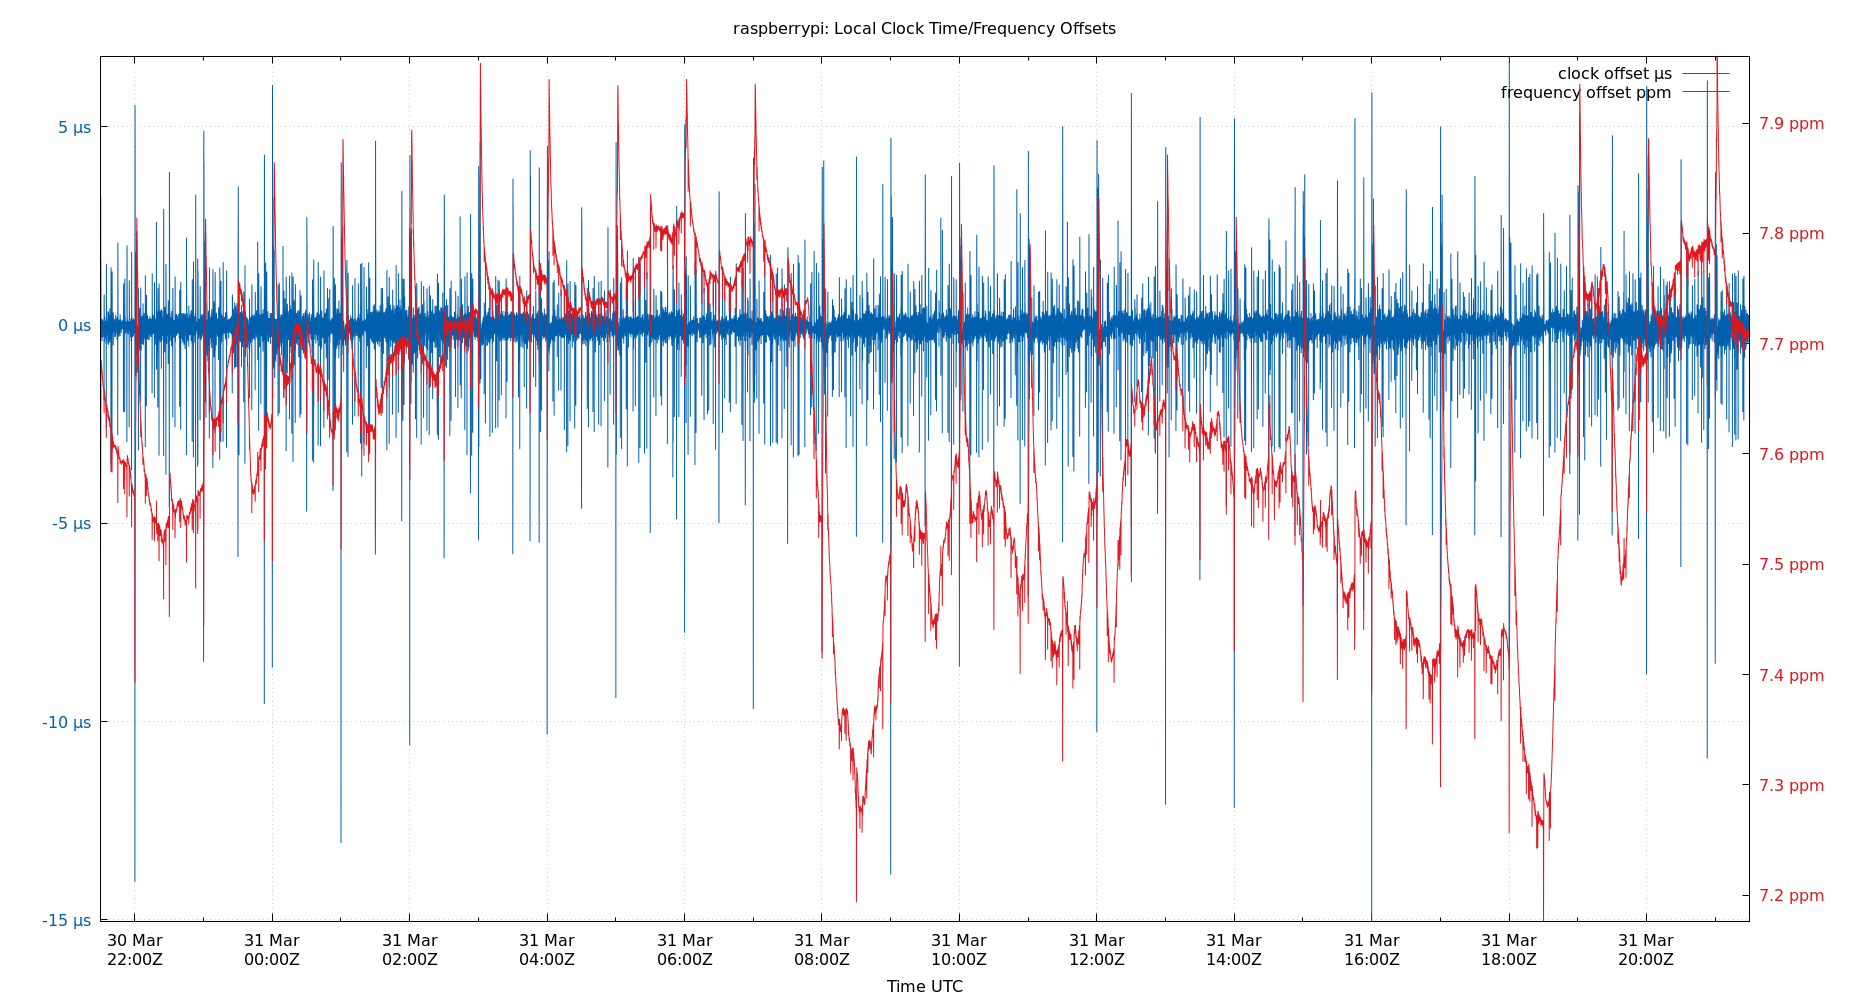 raspberrypi: Local Clock Time/Frequency Offsets
clock offset µs
frequency offset ppm
5 µs
0 µs
-5 µs
-10 µs
-15 µs
7.9 ppm
7.8 ppm
7.7 ppm
7.6 ppm
7.5 ppm
7.4 ppm
7.3 ppm
7.2 ppm
30 Mar
22:00Z
31 Mar
00:00Z
31 Mar
02:00Z
31 Mar
04:00Z
31 Mar
06:00Z
31 Mar
08:00Z
31 Mar
10:00Z
31 Mar
12:00Z
31 Mar
14:00Z
31 Mar
16:00Z
31 Mar
18:00Z
31 Mar
20:00Z
Time UTC